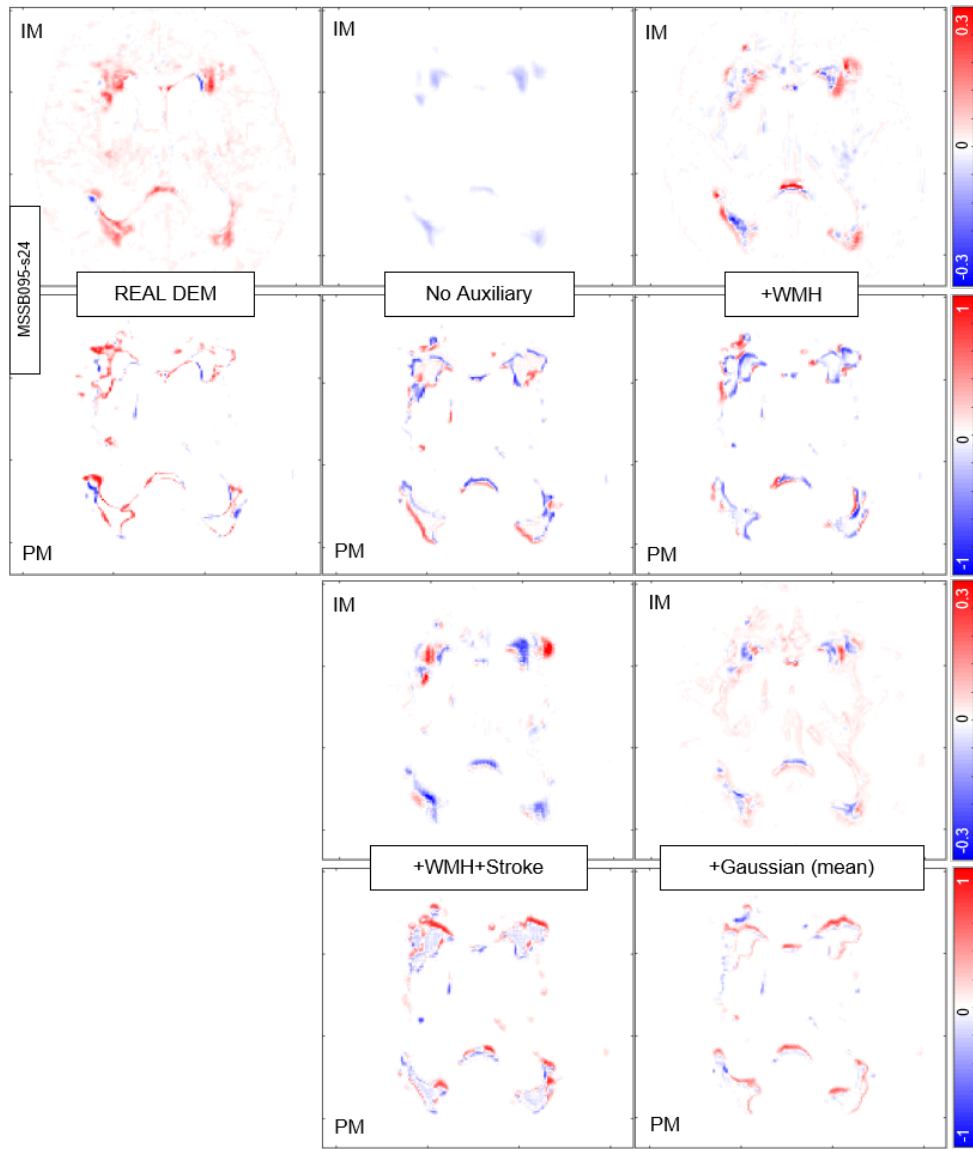 IM
IM
IM
0.3
0
-0.3
MSSB095-s24
REAL DEM
No Auxiliary
+WMH
PM
PM
PM
1
0
-1
IM
IM
0.3
0
-0.3
+WMH+Stroke
+Gaussian (mean)
PM
PM
1
0
-1